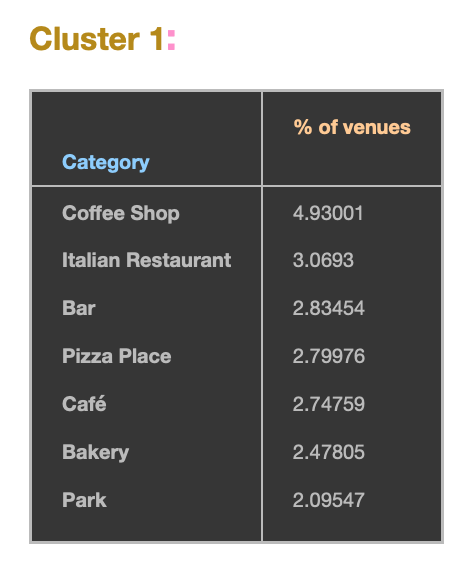 Cluster 1:
% of venues
Category
Coffee Shop 4.93001
Italian Restaurant 3.0693
Bar 2.83454
Pizza Place 2.79976
Café 2.74759
Bakery 2.47805
Park 2.09547